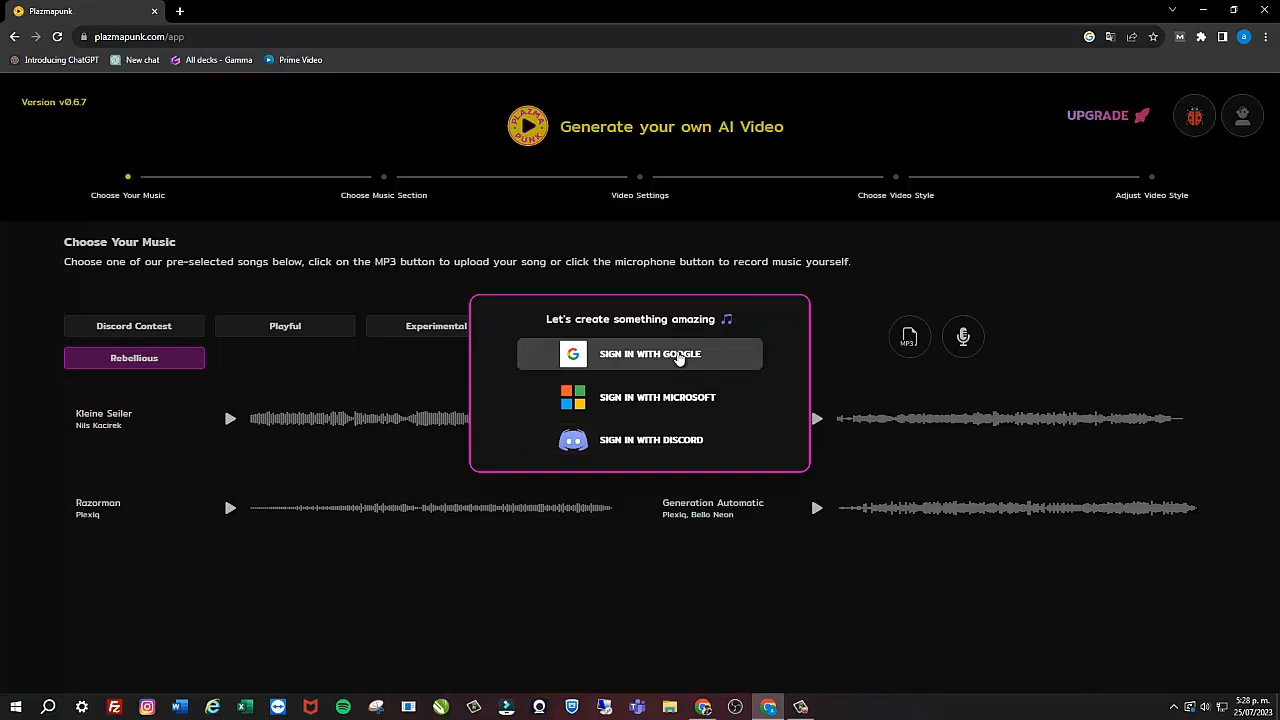 Plazmapunk
plazmapunk.com/app
Introducing ChatGPT
New chat
All decks - Gamma
Prime Video
Version v0.6.7
PLAZMA
PUNK
Generate your own AI Video
UPGRADE
Choose Your Music
Choose Music Section
Video Settings
Choose Video Style
Adjust Video Style
Choose Your Music
Choose one of our pre-selected songs below, click on the MP3 button to upload your song or click the microphone button to record music yourself.
Discord Contest
Playful
Experimental
MP3
Rebellious
Let's create something amazing
SIGN IN WITH GOOGLE
SIGN IN WITH MICROSOFT
SIGN IN WITH DISCORD
Kleine Seiler
Nils Kacirek
Razorman
Plexiq
Generation Automatic
Plexiq, Bello Neon
5:28 p. m.
25/07/2023